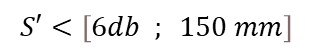 S′ < [6db ; 150 mm]